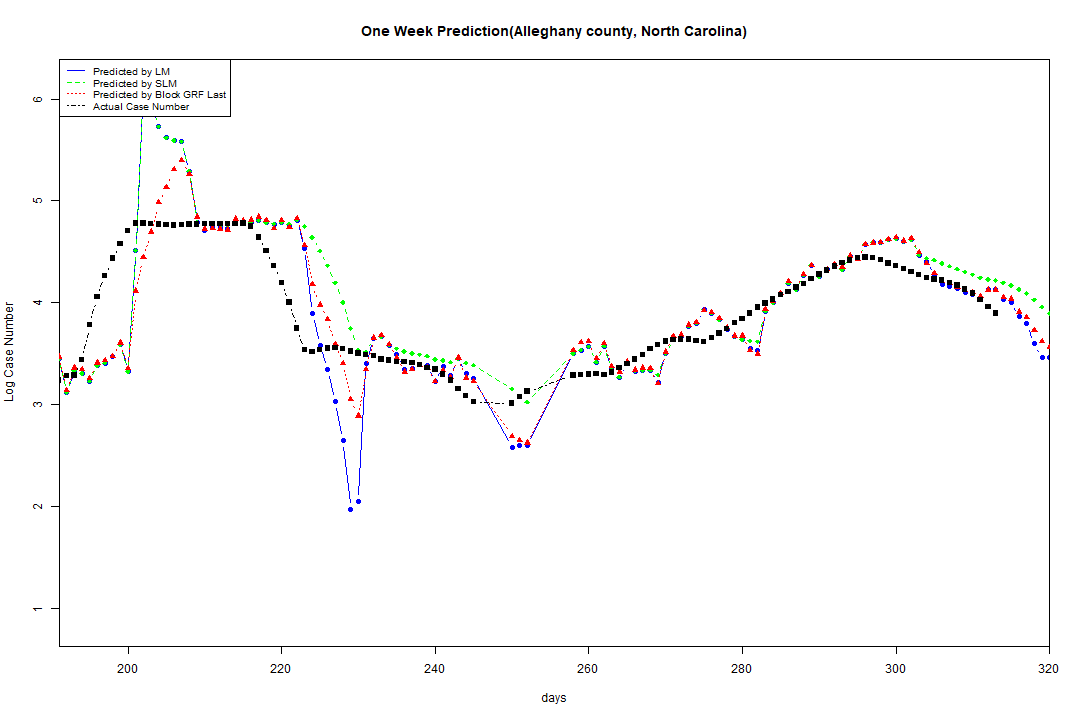 One Week Prediction(Alleghany county, North Carolina)
Predicted by LM
Predicted by SLM
Predicted by Block GRF Last
Actual Case Number
6
5
4
3
2
1
Log Case Number
200 220 240 260 280 300 320
days